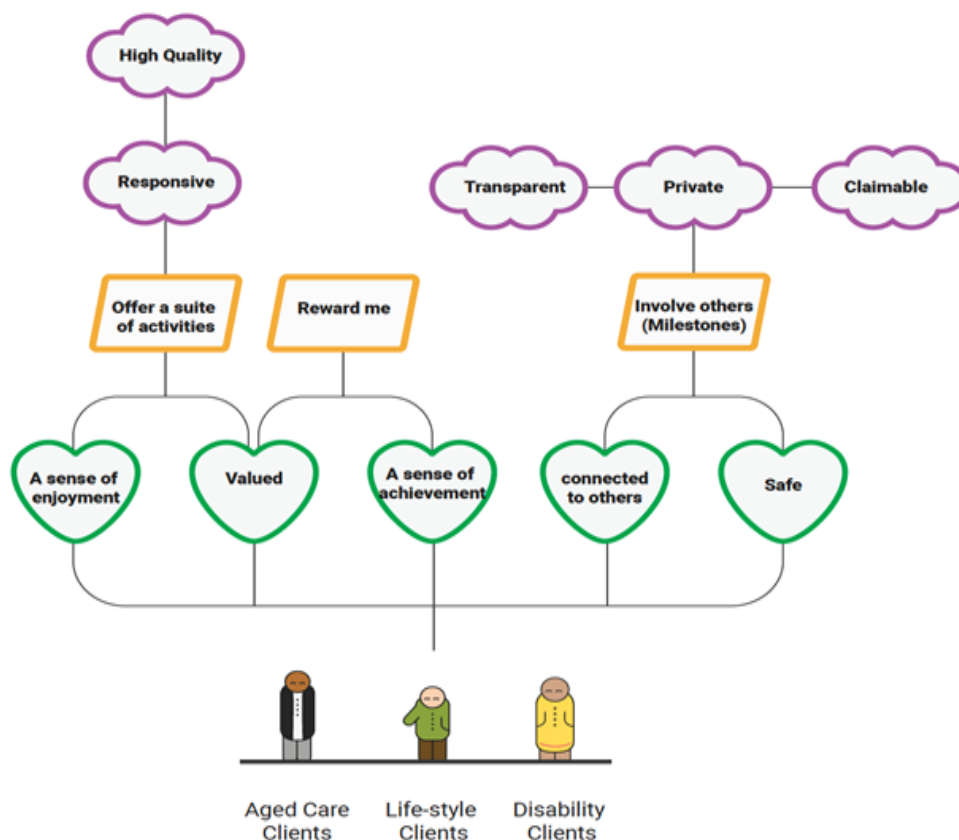 High Quality
Responsive
Transparent
Private
Claimable
Offer a suite
of activities
Reward me
Involve others
(Milestones)
A sense of
enjoyment
Valued
A sense of
achievement
connected
to others
Safe
Aged Care
Clients
Life-style
Clients
Disability
Clients